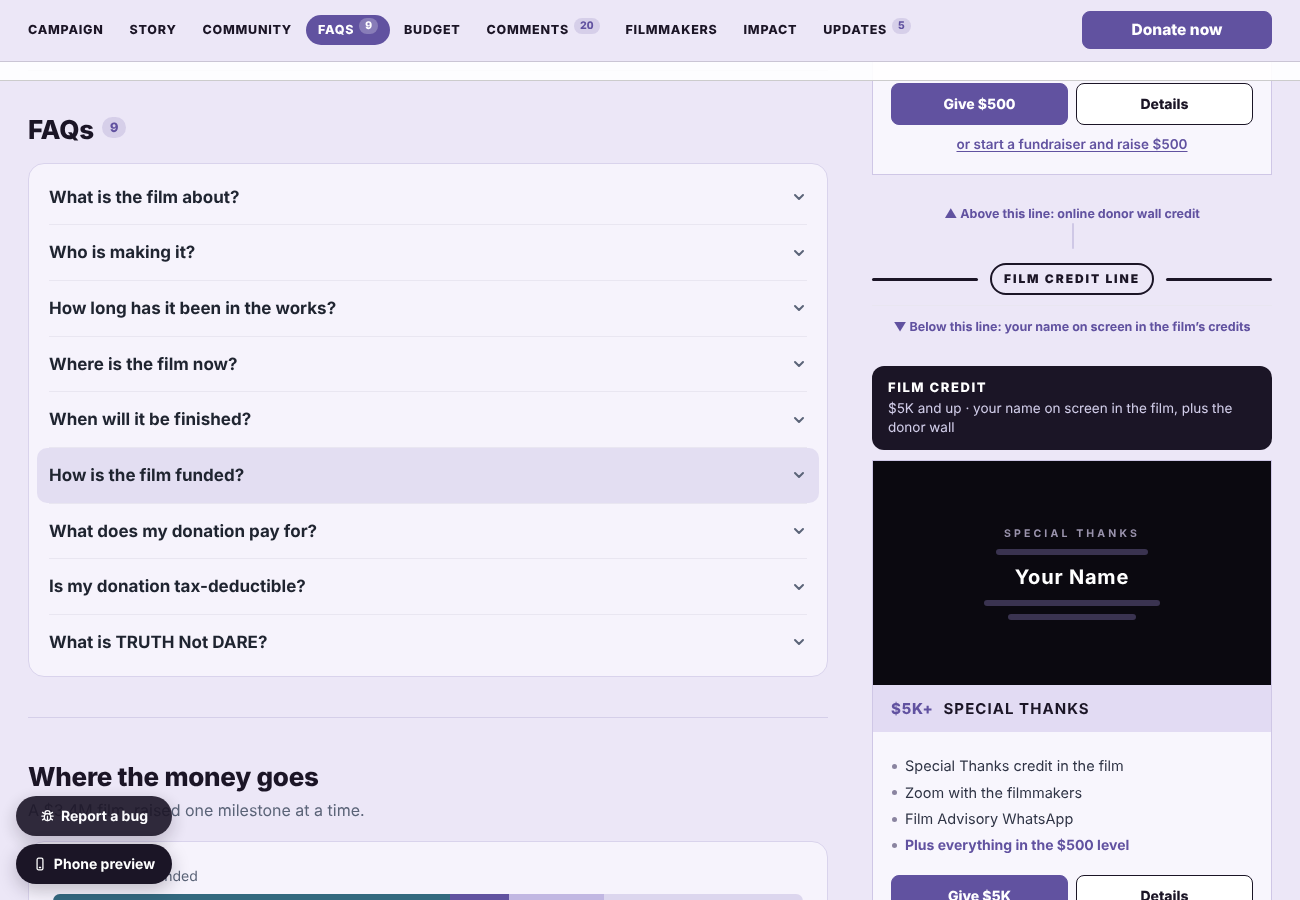 CAMPAIGN STORY COMMUNITY FAQS 9 BUDGET COMMENTS 20 FILMMAKERS IMPACT UPDATES 5 Donate now
FAQs 9
What is the film about?
Who is making it?
How long has it been in the works?
Where is the film now?
When will it be finished?
How is the film funded?
What does my donation pay for?
Is my donation tax-deductible?
What is TRUTH Not DARE?
Where the money goes
one milestone at a time.
Report a bug
Phone preview
Give $500 Details
or start a fundraiser and raise $500
▲ Above this line: online donor wall credit
FILM CREDIT LINE
▼ Below this line: your name on screen in the film’s credits
FILM CREDIT
$5K and up · your name on screen in the film, plus the
donor wall
SPECIAL THANKS
Your Name
$5K+ SPECIAL THANKS
• Special Thanks credit in the film
• Zoom with the filmmakers
• Film Advisory WhatsApp
• Plus everything in the $500 level
Give $5K Details